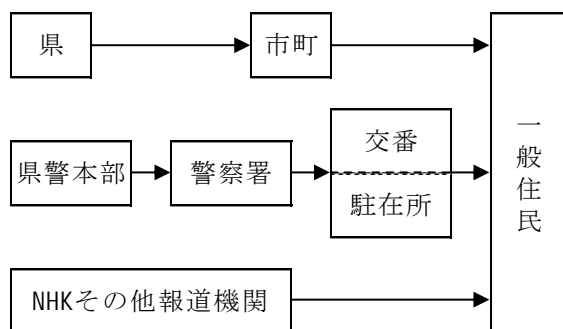 県
市町
県警本部
警察署
交番
駐在所
NHKその他報道機関
一般住民